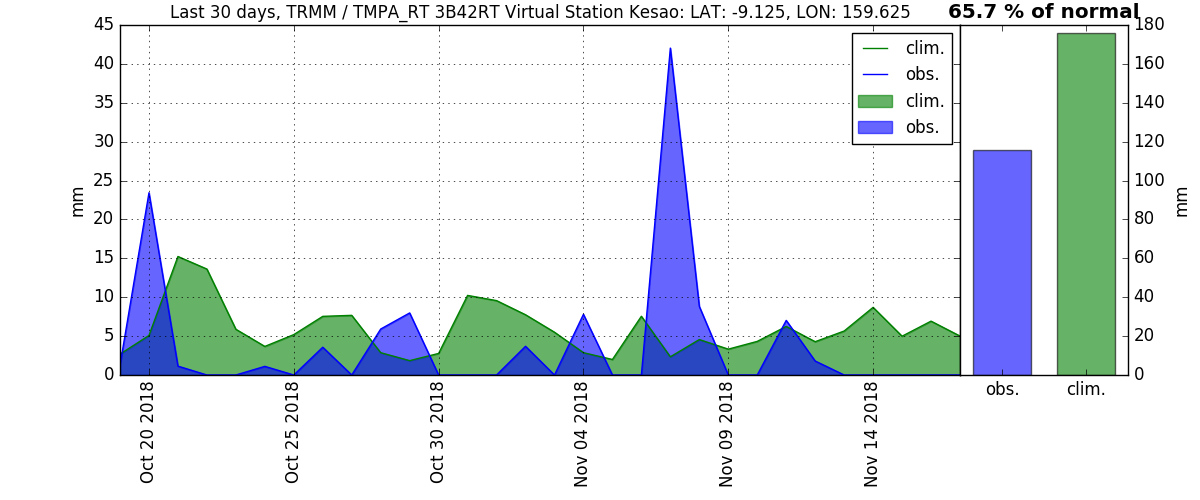 Last 30 days, TRMM / TMPA_RT 3B42RT Virtual Station Kesao: LAT: -9.125, LON: 159.625
65.7 % of normal
45
40
35
30
25
20
15
10
5
0
mm
clim.
obs.
clim.
obs.
Oct 20 2018
Oct 25 2018
Oct 30 2018
Nov 04 2018
Nov 09 2018
Nov 14 2018
180
160
140
120
100
80
60
40
20
0
mm
obs.
clim.